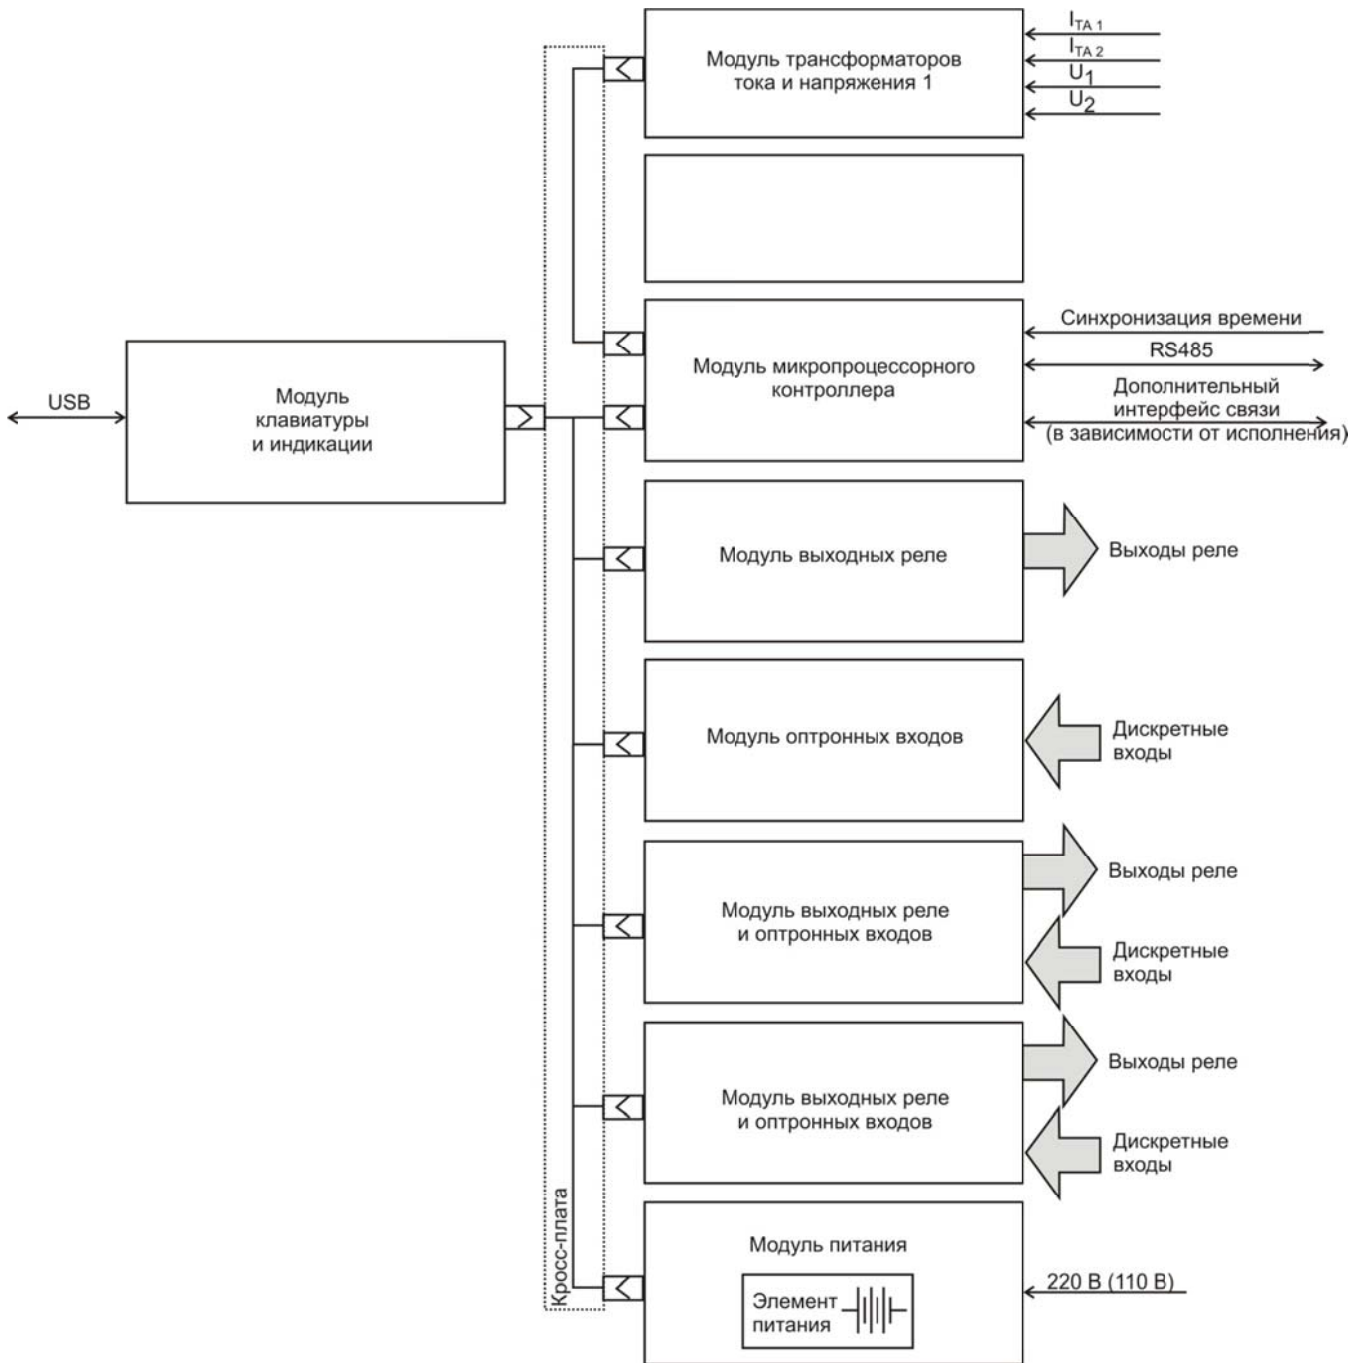 Модуль трансформаторов
тока и напряжения 1
I TA 1
I TA 2
U1
U2
Модуль микропроцессорного
контроллера
Синхронизация времени
RS485
Дополнительный
интерфейс связи
(в зависимости от исполнения)
USB
Модуль
клавиатуры
и индикации
Модуль выходных реле
Выходы реле
Модуль оптронных входов
Дискретные
входы
Модуль выходных реле
и оптронных входов
Выходы реле
Дискретные
входы
Модуль выходных реле
и оптронных входов
Выходы реле
Дискретные
входы
Кросс-плата
Модуль питания
Элемент
питания
220 В (110 В)